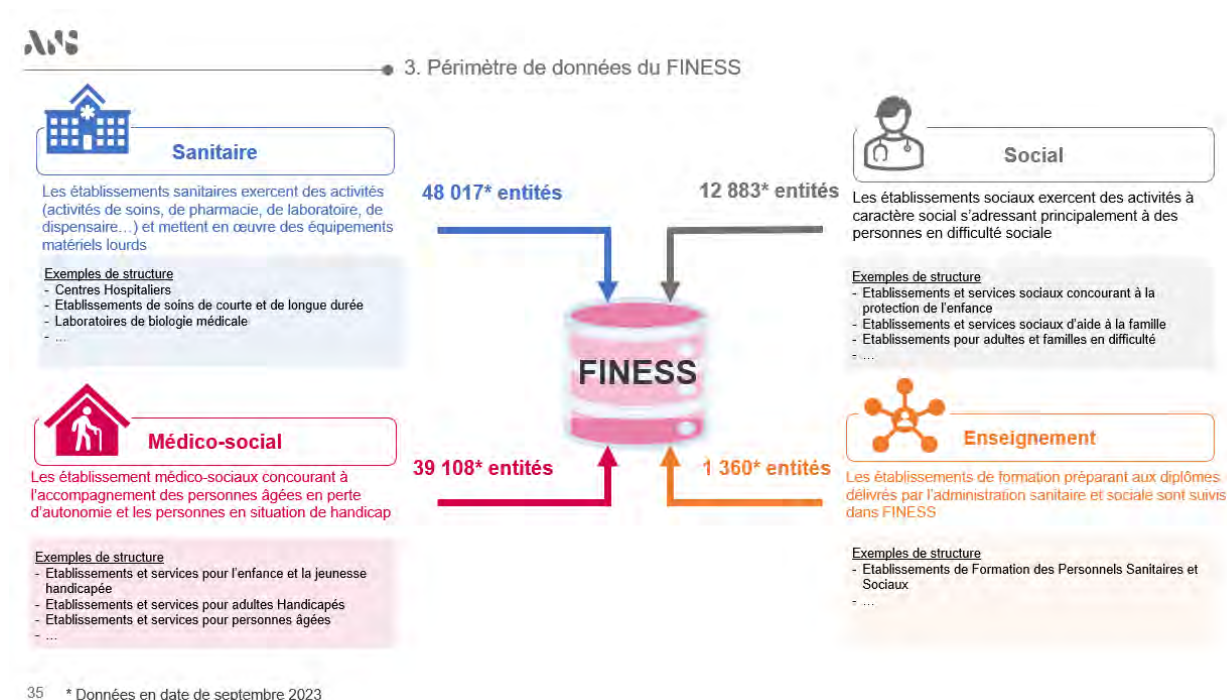 ANS
3. Périmètre de données du FINESS
Sanitaire
Les établissements sanitaires exercent des activités
(activités de soins, de pharmacie, de laboratoire, de
dispensaire…) et mettent en œuvre des équipements
matériels lourds
Exemples de structure
- Centres Hospitaliers
- Etablissements de soins de courte et de longue durée
- Laboratoires de biologie médicale
- …
48 017* entités
12 883* entités
Social
Les établissements sociaux exercent des activités à
caractère social s'adressant principalement à des
personnes en difficulté sociale
Exemples de structure
- Etablissements et services sociaux concourant à la
protection de l'enfance
- Etablissements et services sociaux d'aide à la famille
- Etablissements pour adultes et familles en difficulté
- …
FINESS
Médico-social
Les établissement médico-sociaux concourant à
l'accompagnement des personnes âgées en perte
d'autonomie et les personnes en situation de handicap
Exemples de structure
- Etablissements et services pour l'enfance et la jeunesse
handicapée
- Etablissements et services pour adultes Handicapés
- Etablissements et services pour personnes âgées
- …
39 108* entités
1 360* entités
Enseignement
Les établissements de formation préparant aux diplômes
délivrés par l'administration sanitaire et sociale sont suivis
dans FINESS
Exemples de structure
- Etablissements de Formation des Personnels Sanitaires et
Sociaux
- …
35 * Données en date de septembre 2023